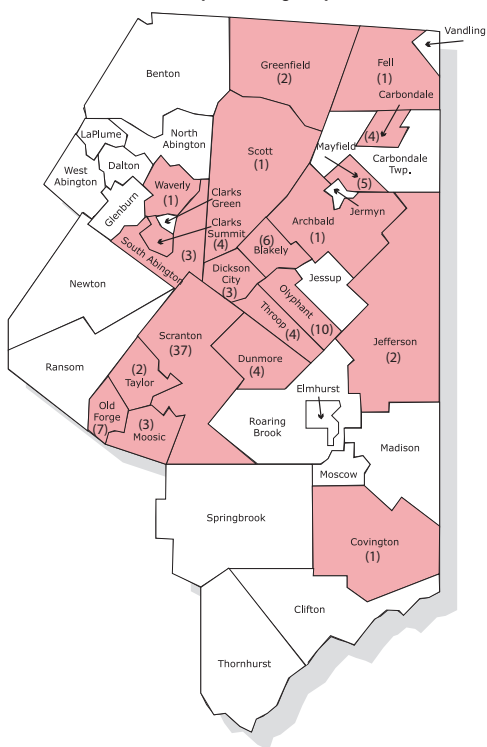 Vandling
Greenfield
(2)
Fell
(1)
Benton
Carbondale
(4)
LaPlume
North
Abington
Scott
(1)
Mayfield
(5)
Carbondale
Twp.
West
Abington
Dalton
Waverly
(1)
Clarks
Green
Jermyn
Glenburn
Clarks
Summit
(4)
Archbald
(1)
(6)
Blakely
South Abington
(3)
Dickson
City
(3)
Jessup
Newton
Olyphant
(10)
Throop
(4)
Scranton
(37)
Jefferson
(2)
Ransom
(2)
Taylor
Dunmore
(4)
Elmhurst
Old
Forge
(7)
(3)
Moosic
Roaring
Brook
Madison
Moscow
Springbrook
Covington
(1)
Clifton
Thornhurst